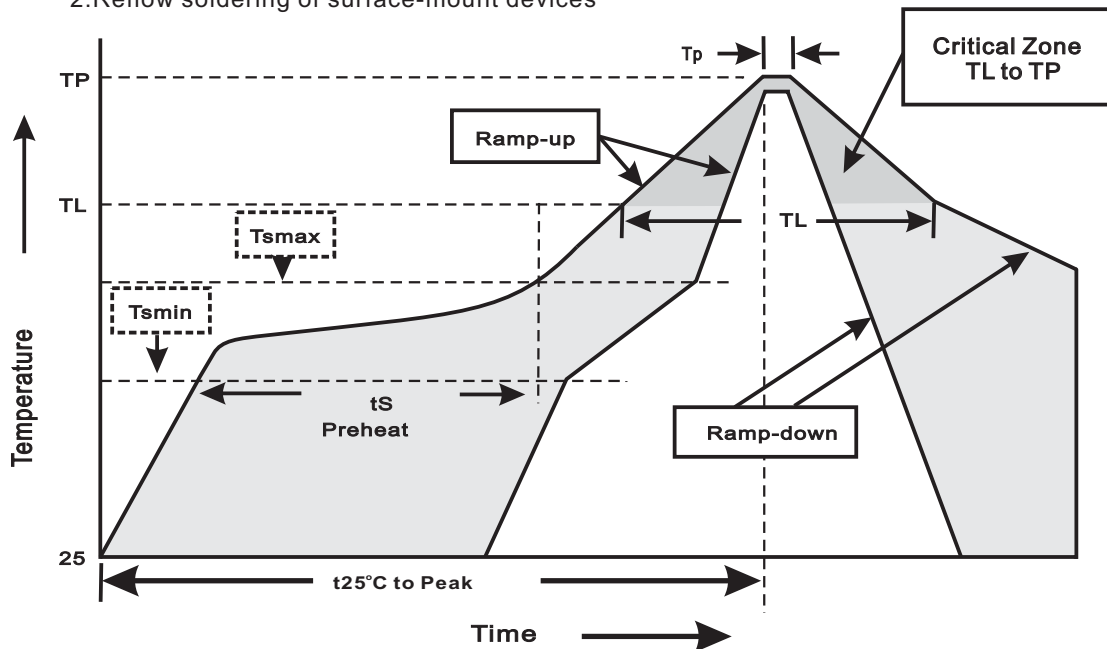 2.Reflow soldering of surface-mount devices
Tp
Critical Zone
TL to TP
TP
Ramp-up
TL
TL
Tsmax
Tsmin
Temperature
tS
Preheat
Ramp-down
25
t25°C to Peak
Time